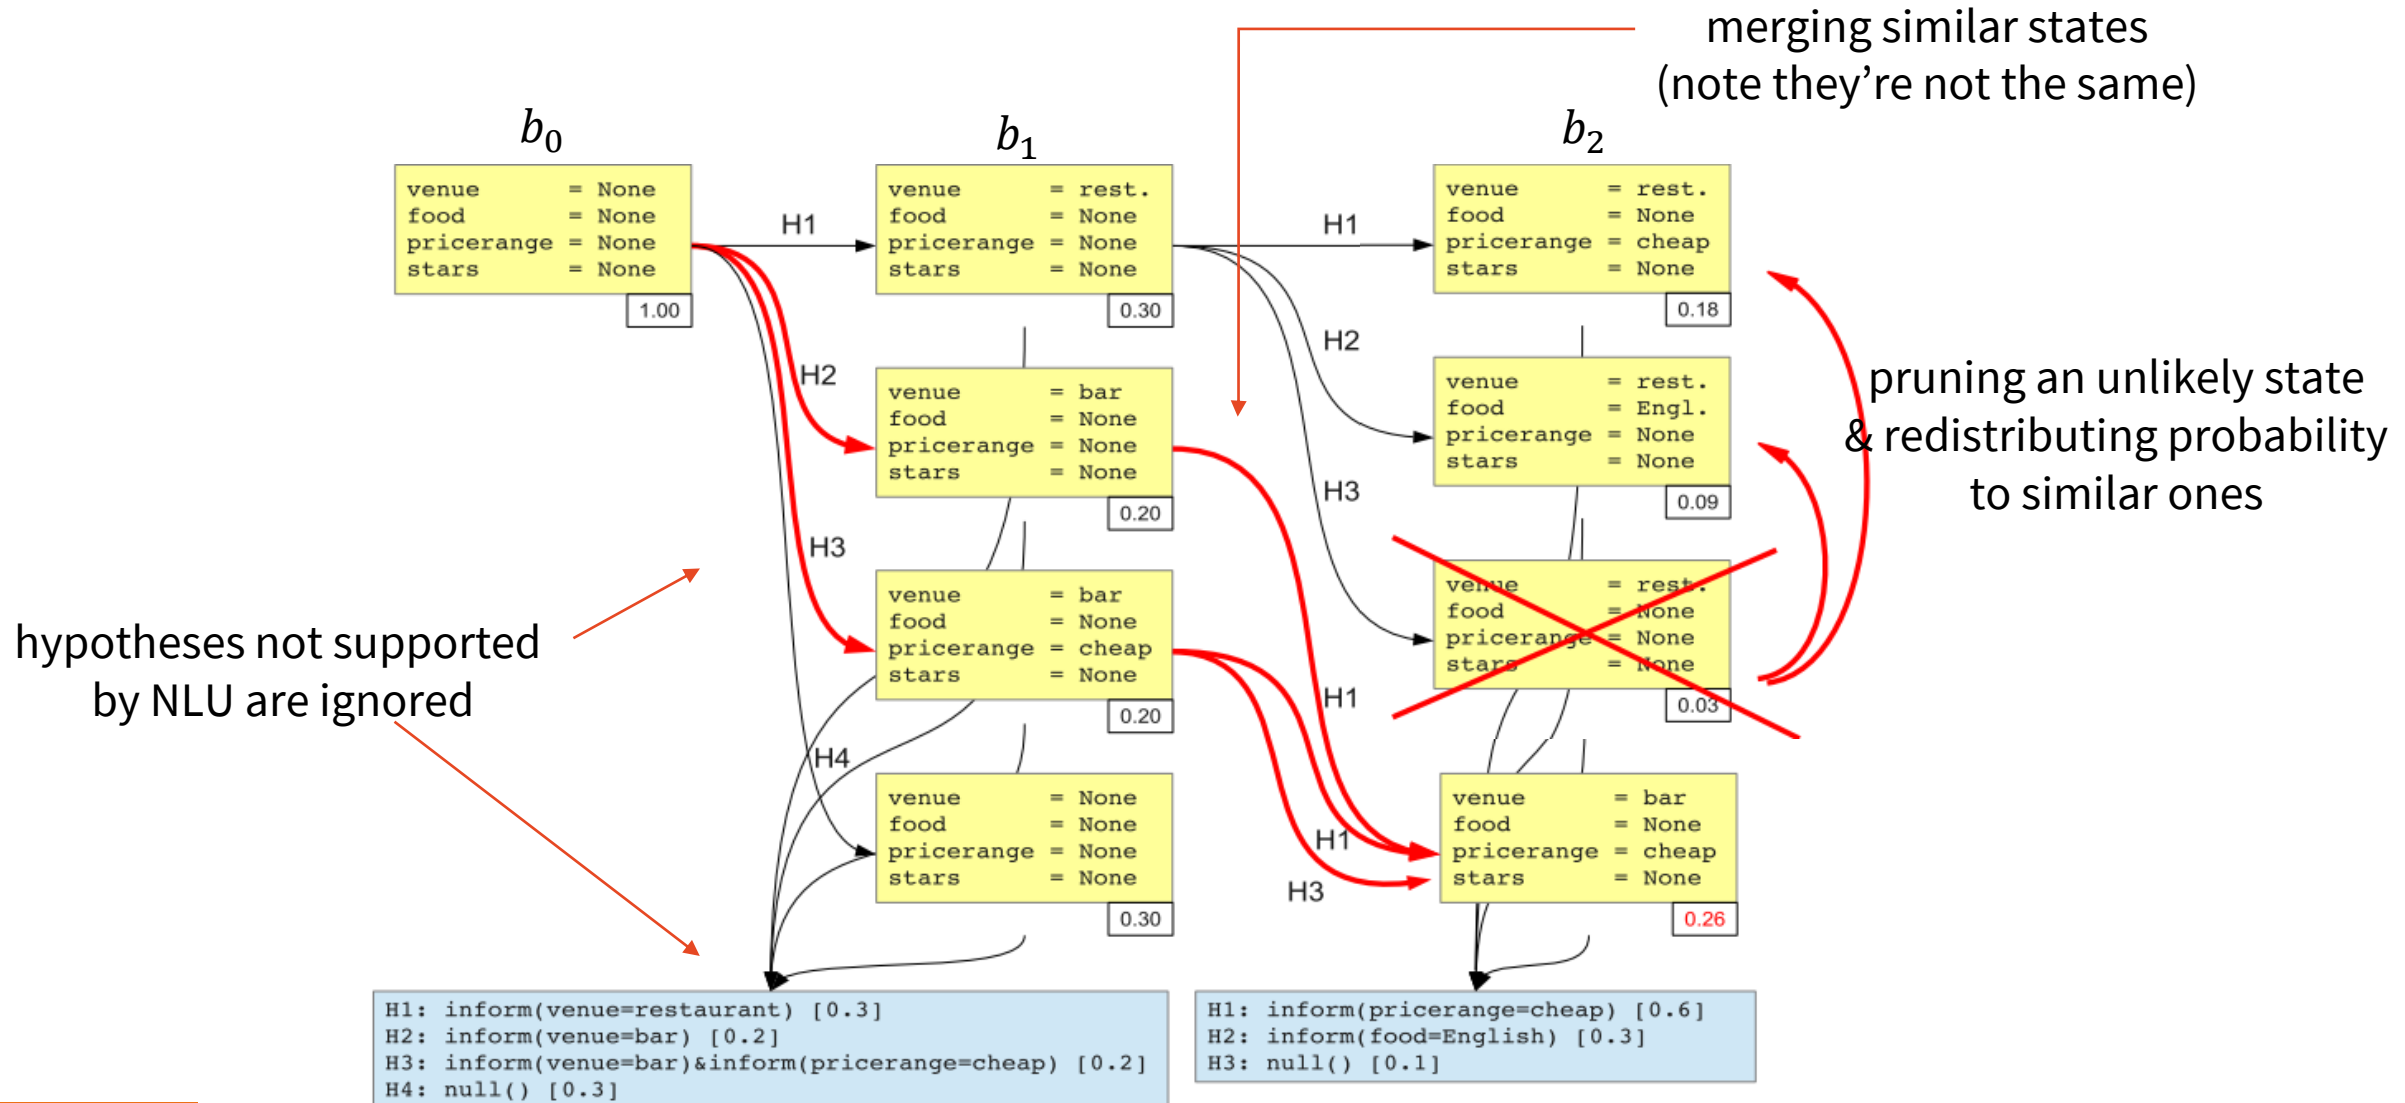 merging similar states
(note they’re not the same)
b0
b1
b2
venue = None
food = None
pricerange = None
stars = None
1.00
H1
H2
H3
H4
venue = rest.
food = None
pricerange = None
stars = None
0.30
venue = bar
food = None
pricerange = None
stars = None
0.20
venue = bar
food = None
pricerange = cheap
stars = None
0.20
venue = None
food = None
pricerange = None
stars = None
0.30
H1
H2
H3
H1
H1
H3
venue = rest.
food = None
pricerange = cheap
stars = None
0.18
venue = rest.
food = Engl.
pricerange = None
stars = None
0.09
venue = rest.
food = None
pricerange = None
stars = None
0.03
venue = bar
food = None
pricerange = cheap
stars = None
0.26
pruning an unlikely state
& redistributing probability
to similar ones
hypotheses not supported
by NLU are ignored
H1: inform(venue=restaurant) [0.3]
H2: inform(venue=bar) [0.2]
H3: inform(venue=bar)&inform(pricerange=cheap) [0.2]
H4: null() [0.3]
H1: inform(pricerange=cheap) [0.6]
H2: inform(food=English) [0.3]
H3: null() [0.1]